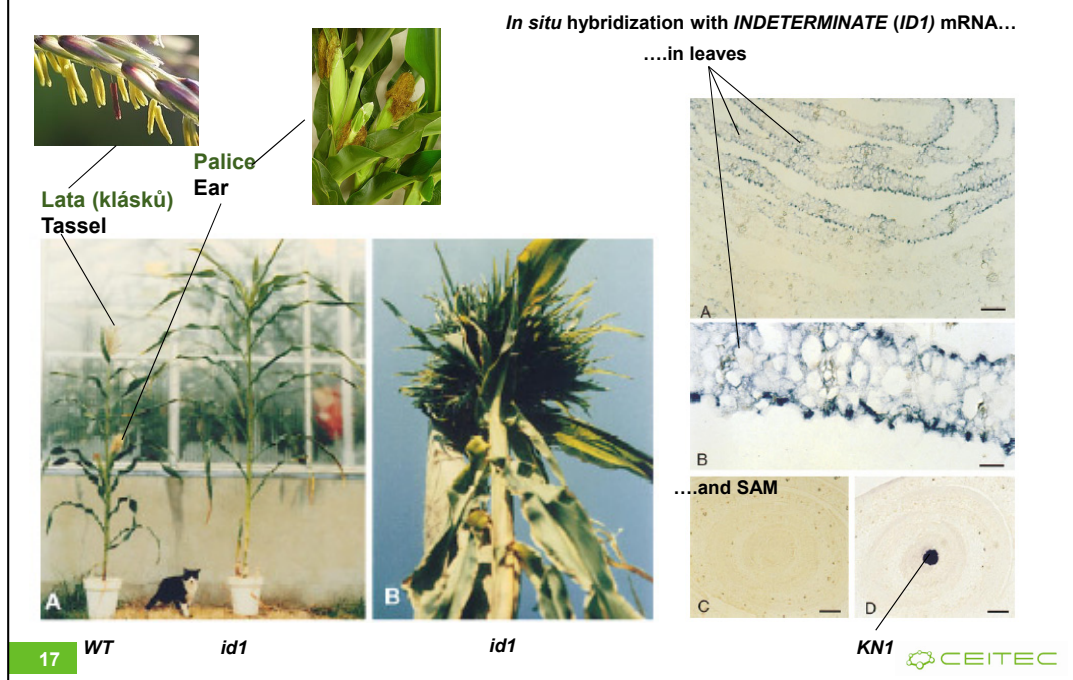 In situ hybridization with INDETERMINATE (ID1) mRNA…
….in leaves
Palice
Ear
Lata (klásků)
Tassel
A
B
A
B
….and SAM
C
D
WT
id1
id1
KN1
17
CEITEC